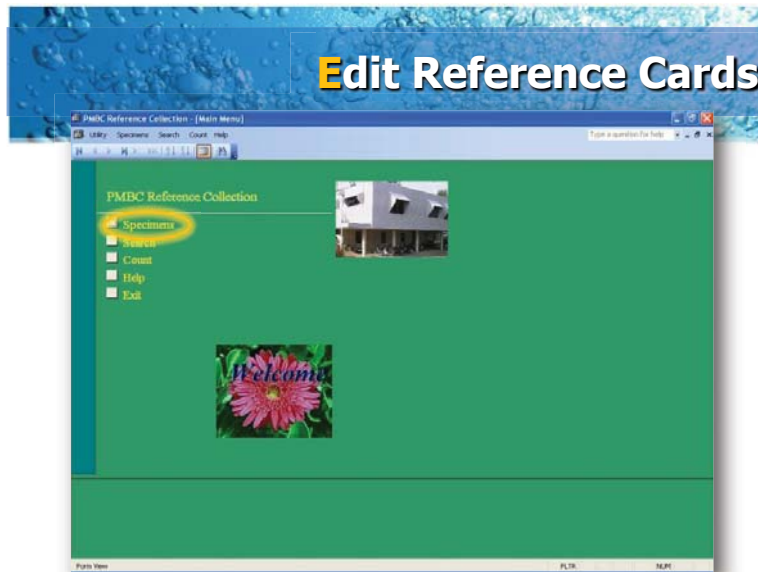 Edit Reference Cards
PMBC Reference Collection - [Main Menu]
Utility Specimens Search Count Help
Type a question for help
PMBC Reference Collection
Specimens
Search
Count
Help
Exit
Welcome
Form View
FLTR NUM